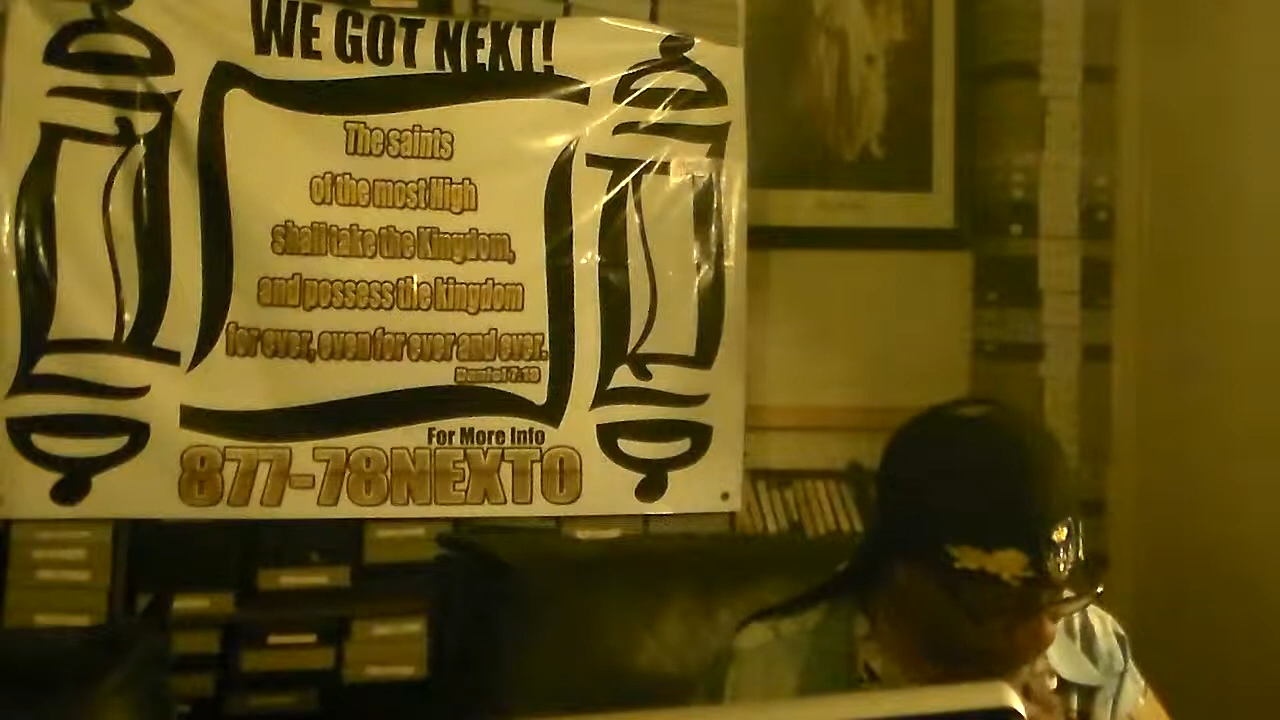 WE GOT NEXT!
The saints
of the most High
shall take the Kingdom,
and possess the kingdom
for ever, even for ever and ever.
Daniel 7:18
For More Info
877-78NEXT0